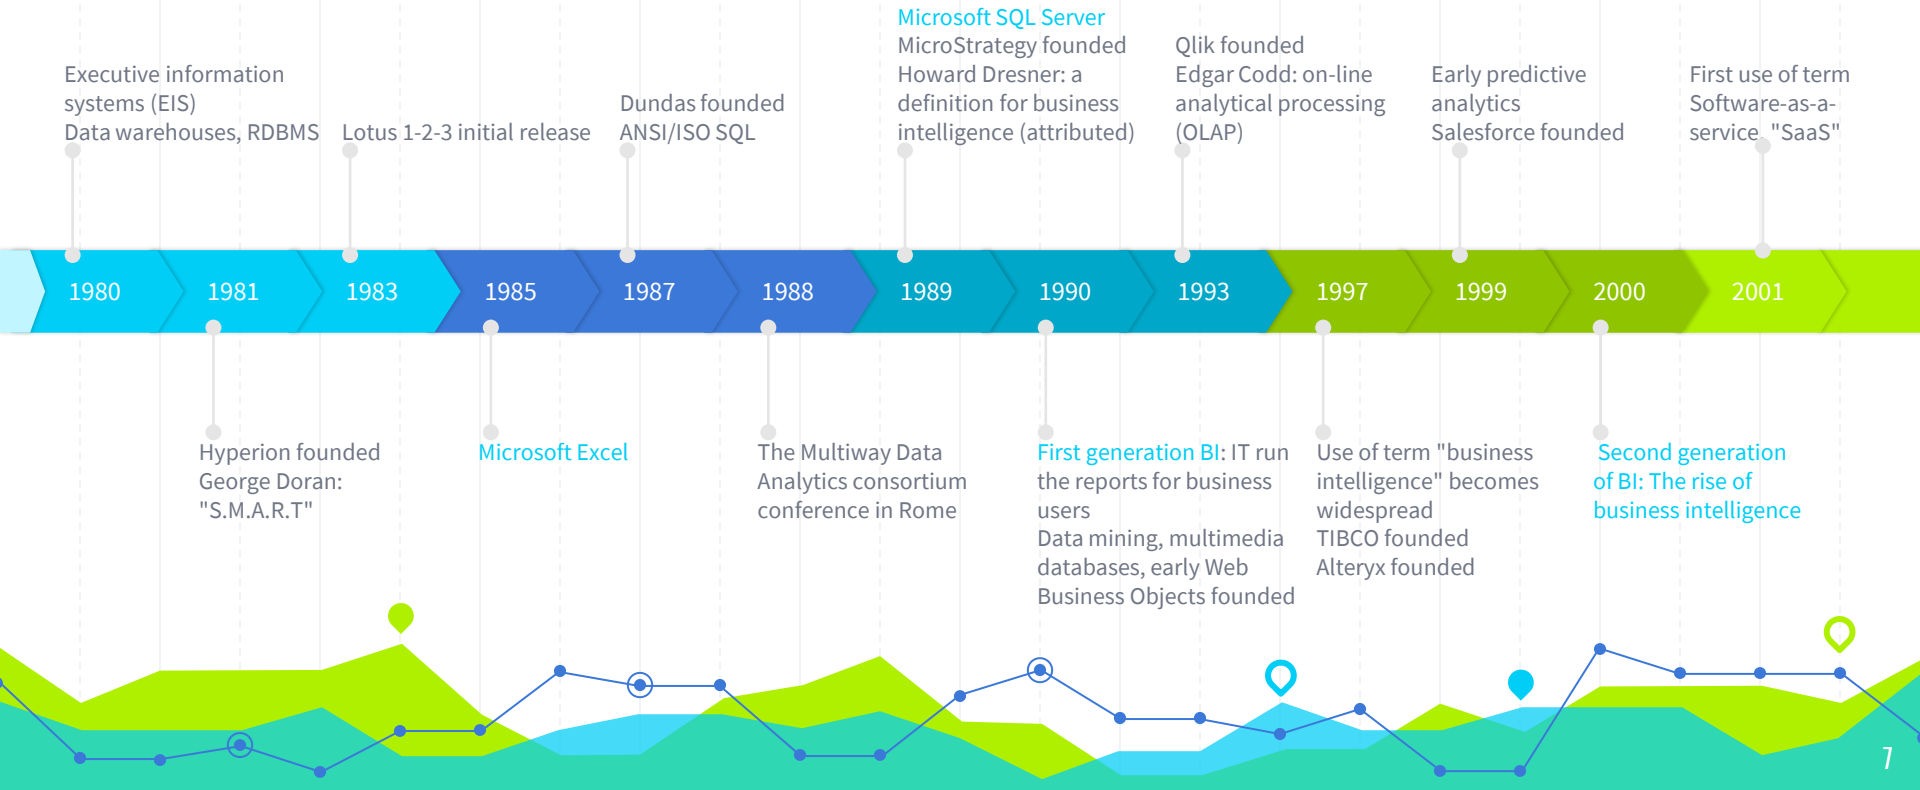 Executive information
systems (EIS)
Data warehouses, RDBMS
Lotus 1-2-3 initial release
Dundas founded
ANSI/ISO SQL
Microsoft SQL Server
MicroStrategy founded
Howard Dresner: a
definition for business
intelligence (attributed)
Qlik founded
Edgar Codd: on-line
analytical processing
(OLAP)
Early predictive
analytics
Salesforce founded
First use of term
Software-as-a-
service, "SaaS"
1980
1981
1983
1985
1987
1988
1989
1990
1993
1997
1999
2000
2001
Hyperion founded
George Doran:
"S.M.A.R.T"
Microsoft Excel
The Multiway Data
Analytics consortium
conference in Rome
First generation BI: IT run
the reports for business
users
Data mining, multimedia
databases, early Web
Business Objects founded
Use of term "business
intelligence" becomes
widespread
TIBCO founded
Alteryx founded
Second generation
of BI: The rise of
business intelligence
7